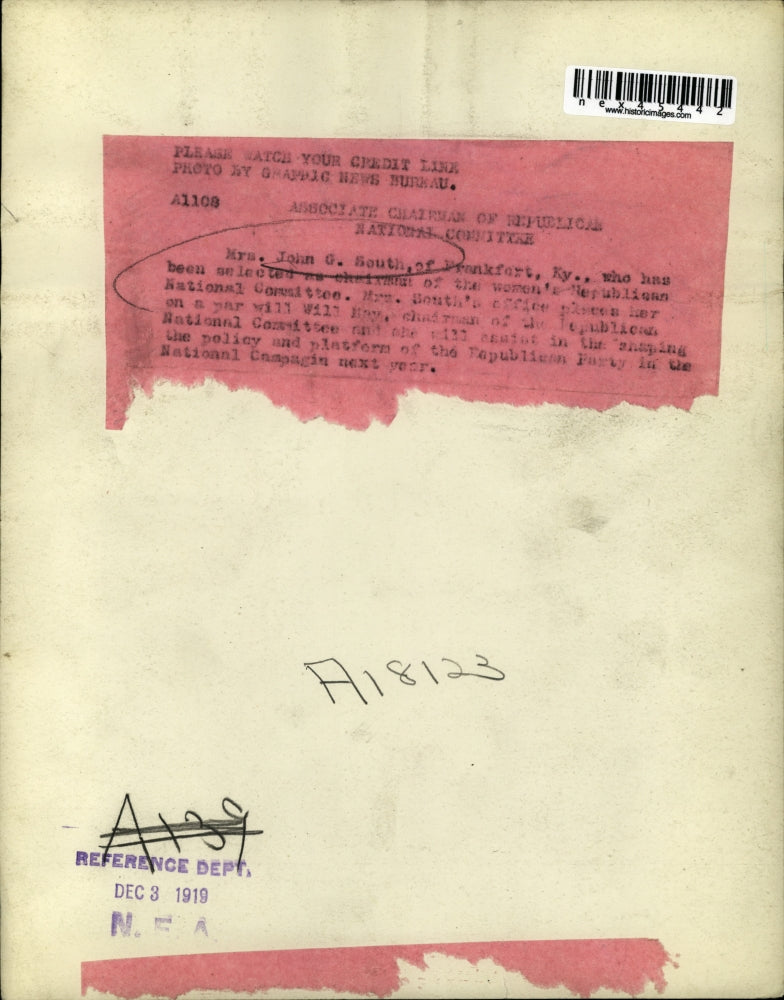 nex45442
www.historicimages.com
PLEASE WATCH YOUR CREDIT LINE
PHOTO BY GRAPHIC NEWS BUREAU.
A1108
ASSOCIATE CHAIRMAN OF REPUBLICAN
NATIONAL COMMITTEE
Mrs. John G. South, of Frankfort, Ky., who has
been selected as chairman of the women's Republican
National Committee. Mrs. South's office places her
on a par will Will Hay, chairman of the Republican
National Committee and she will assist in the shaping
the policy and platform of the Republican Party in the
National Campagin next year.
A18123
A139
REFERENCE DEPT.
DEC 3 1919
N. E A